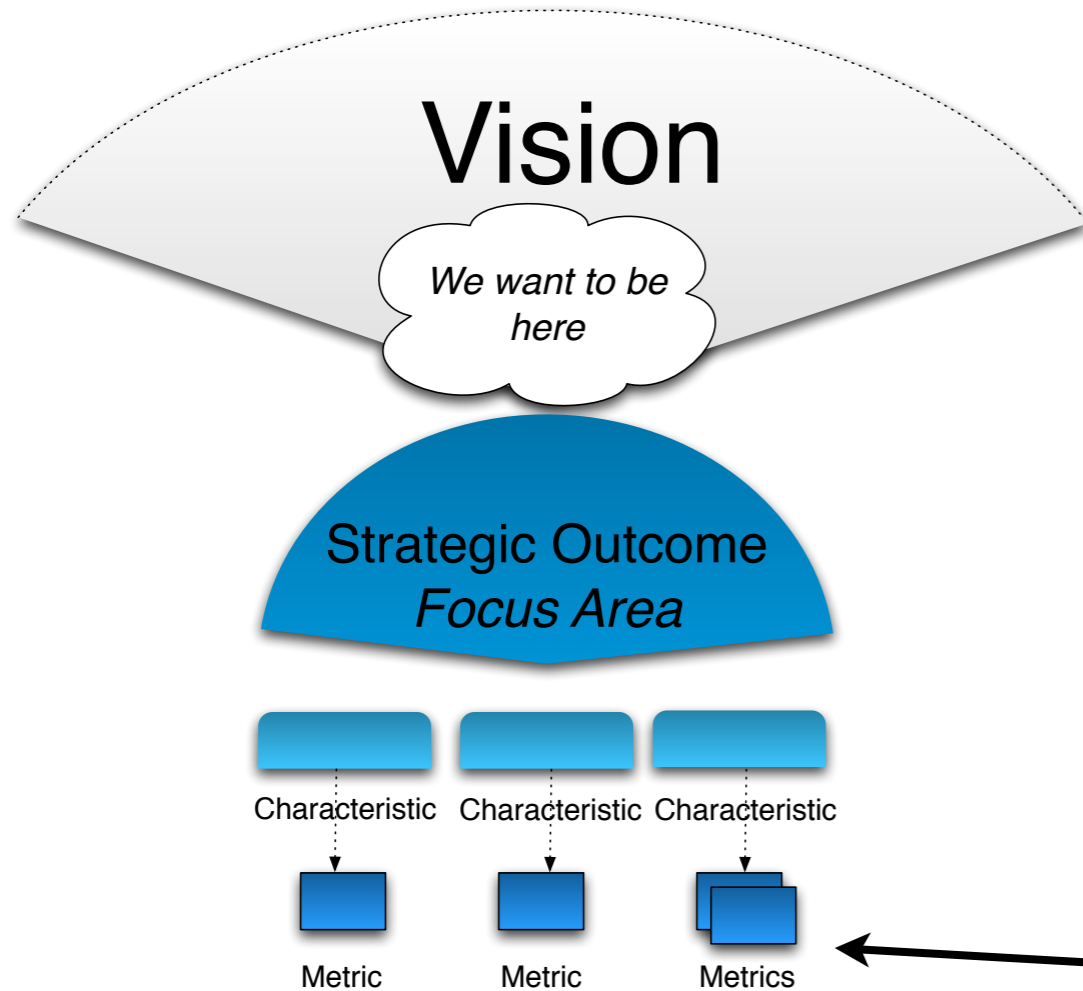 Vision
We want to be
here
Strategic Outcome
Focus Area
Characteristic Characteristic Characteristic
Metric Metric Metrics